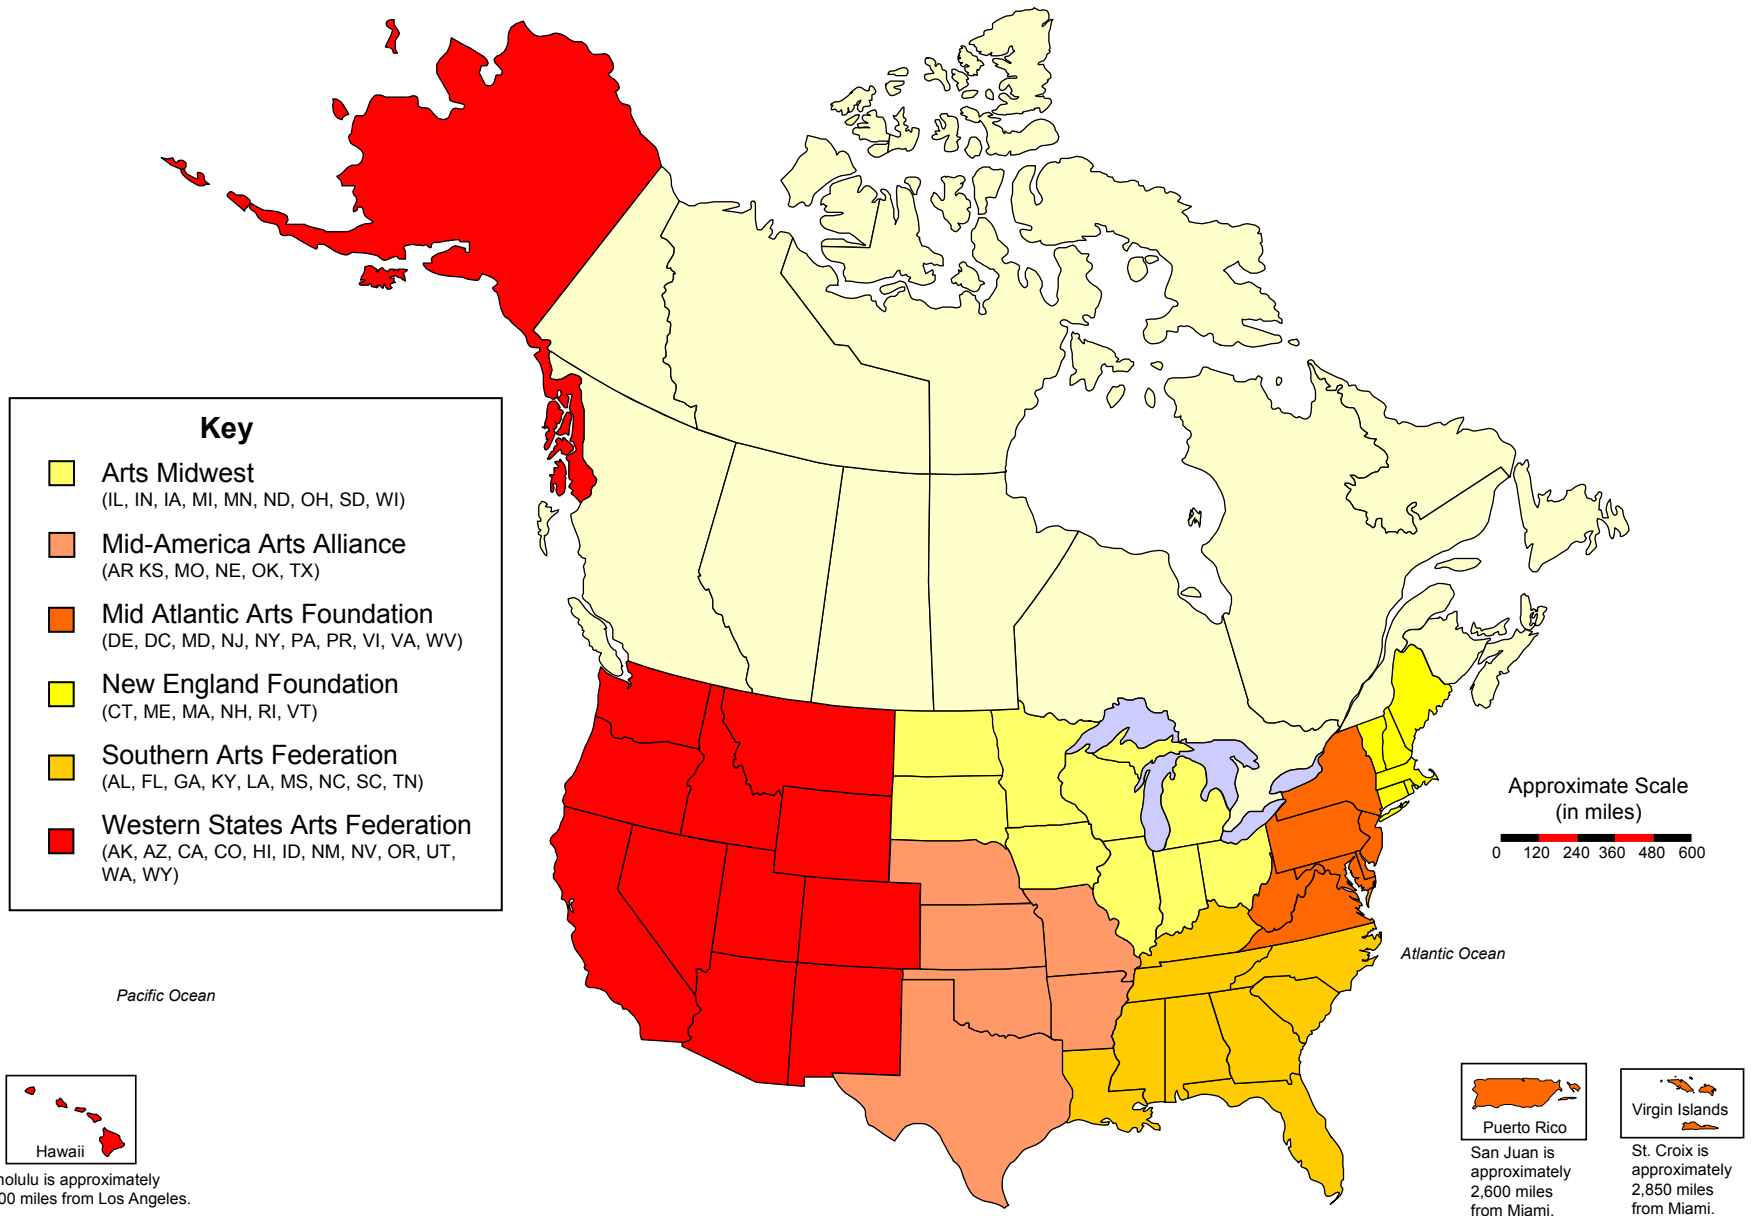 Key
Arts Midwest
(IL, IN, IA, MI, MN, ND, OH, SD, WI)
Mid-America Arts Alliance
(AR KS, MO, NE, OK, TX)
Mid Atlantic Arts Foundation
(DE, DC, MD, NJ, NY, PA, PR, VI, VA, WV)
New England Foundation
(CT, ME, MA, NH, RI, VT)
Southern Arts Federation
(AL, FL, GA, KY, LA, MS, NC, SC, TN)
Western States Arts Federation
(AK, AZ, CA, CO, HI, ID, NM, NV, OR, UT,
WA, WY)
Approximate Scale
(in miles)
0 120 240 360 480 600
Atlantic Ocean
Pacific Ocean
Hawaii
nolulu is approximately
00 miles from Los Angeles.
Puerto Rico
San Juan is
approximately
2,600 miles
from Miami.
Virgin Islands
St. Croix is
approximately
2,850 miles
from Miami.